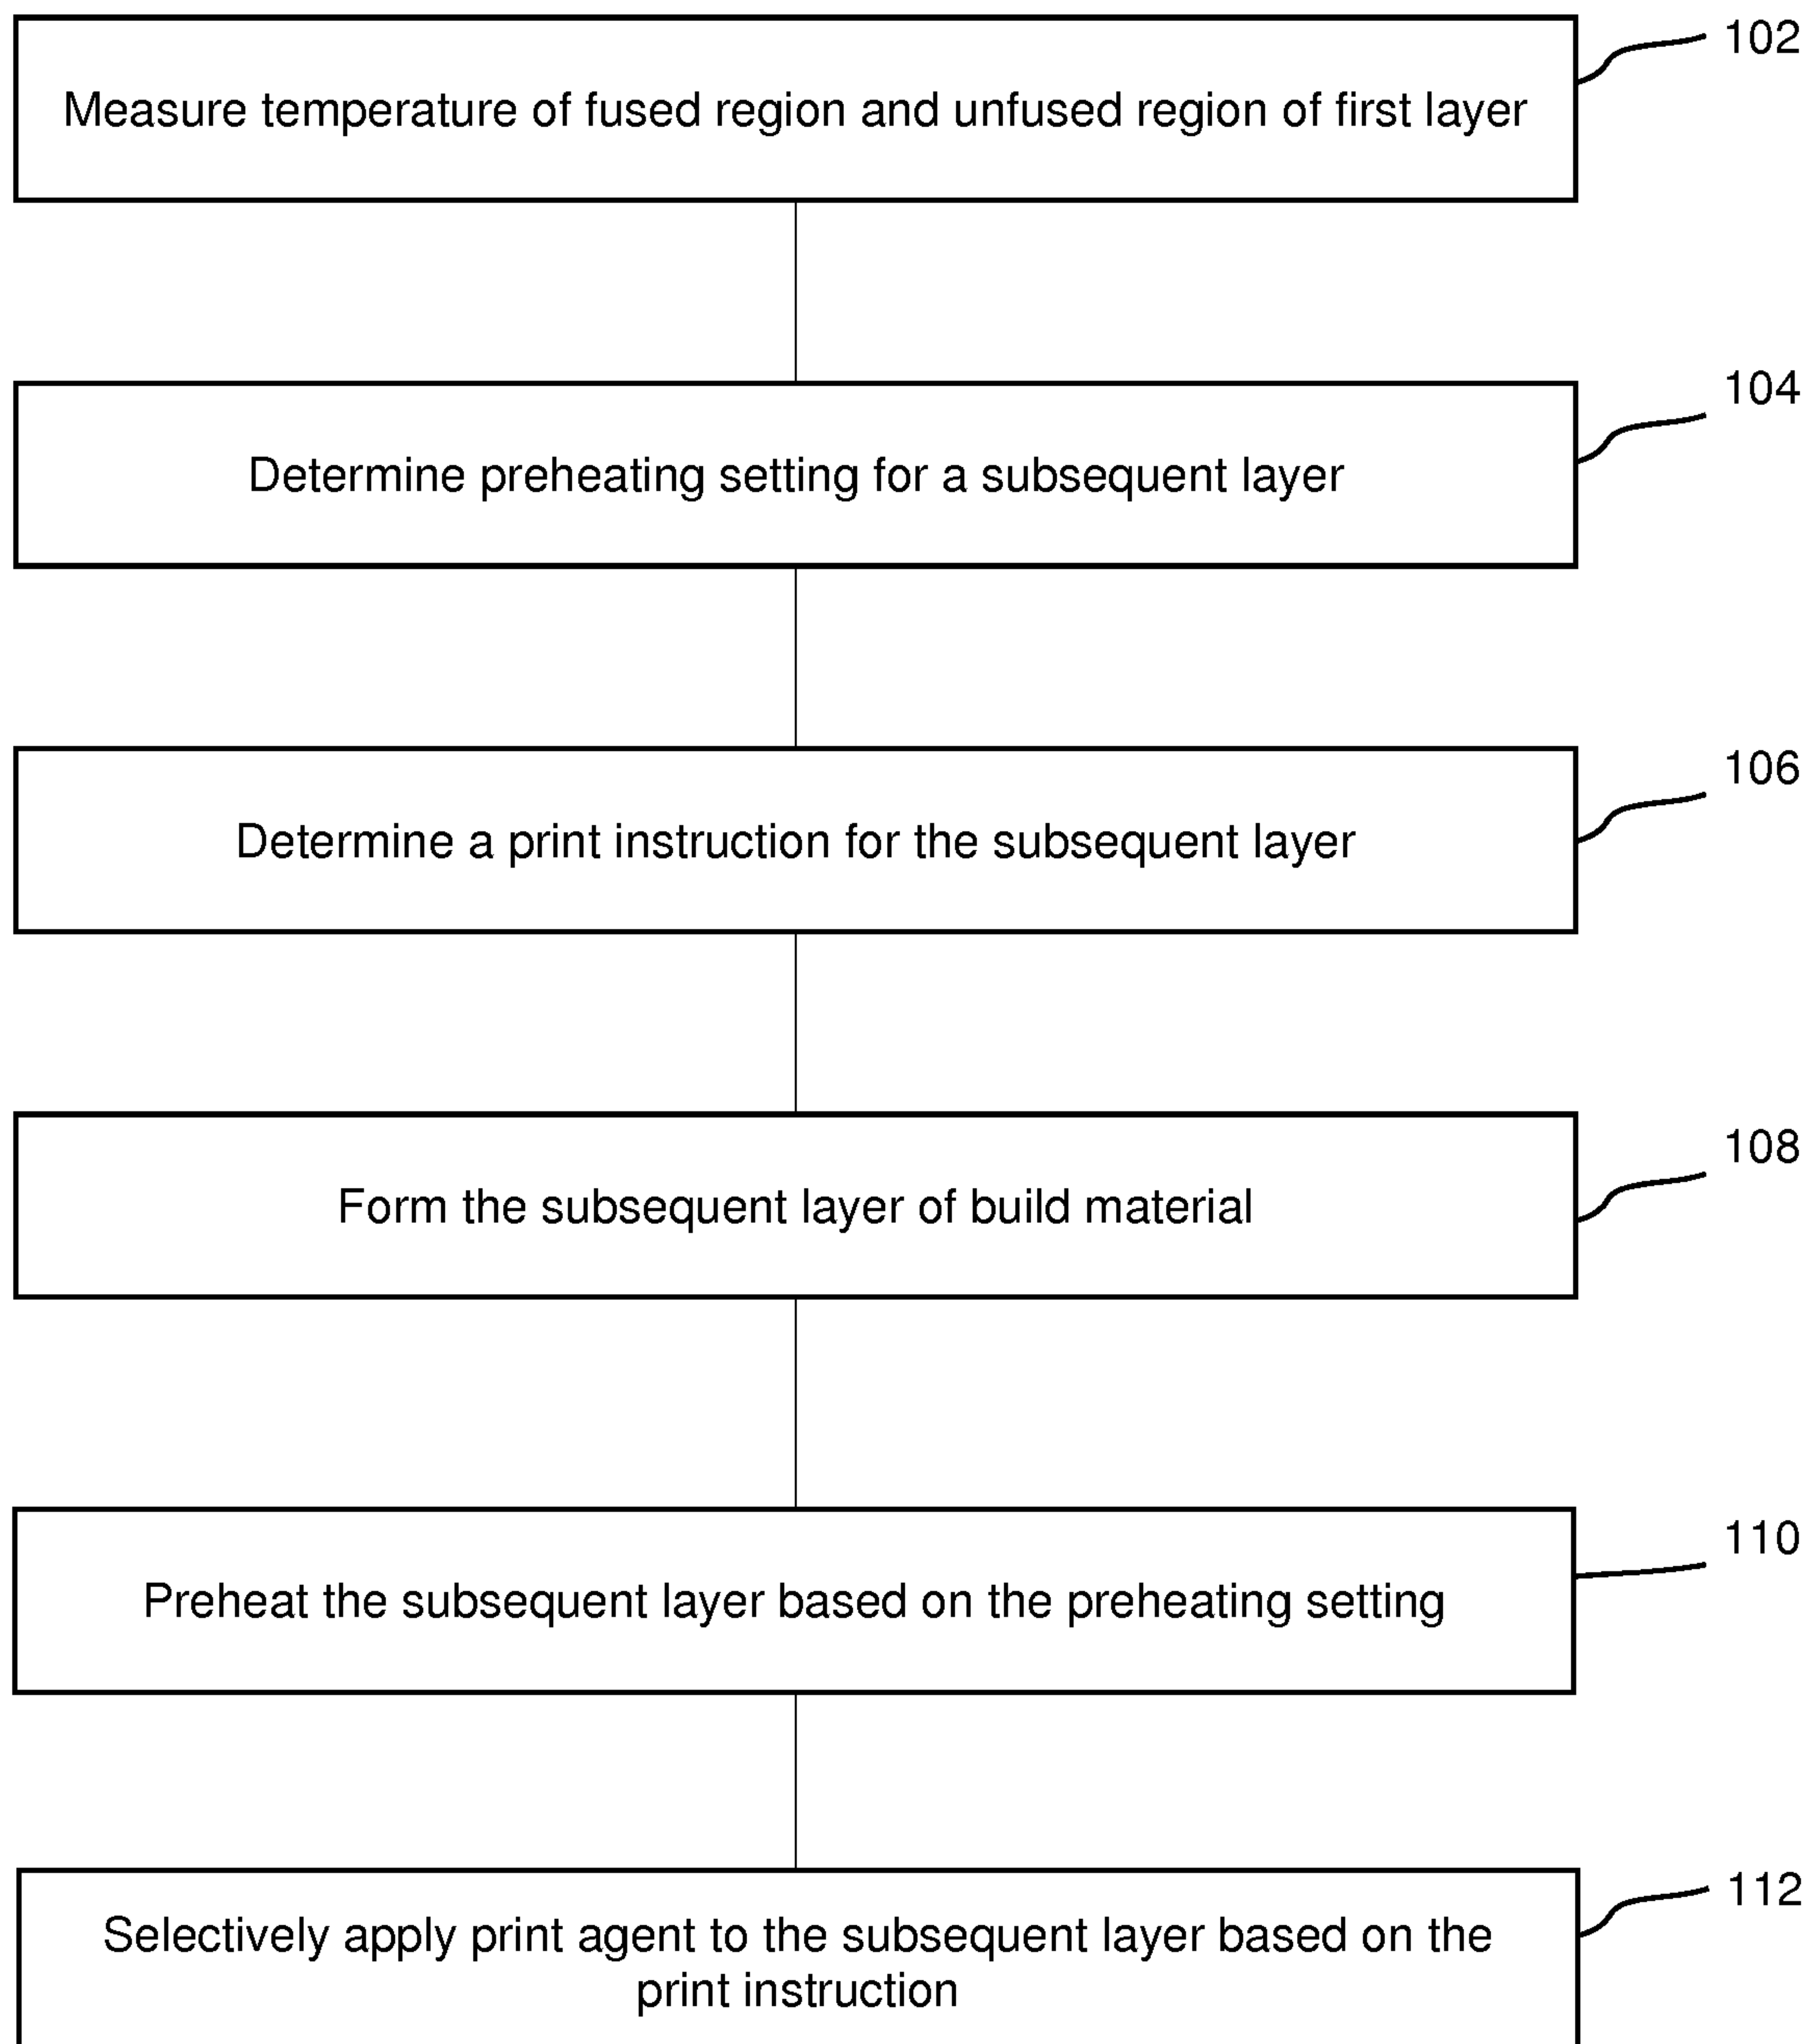 102
Measure temperature of fused region and unfused region of first layer
104
Determine preheating setting for a subsequent layer
106
Determine a print instruction for the subsequent layer
108
Form the subsequent layer of build material
110
Preheat the subsequent layer based on the preheating setting
112
Selectively apply print agent to the subsequent layer based on the
print instruction